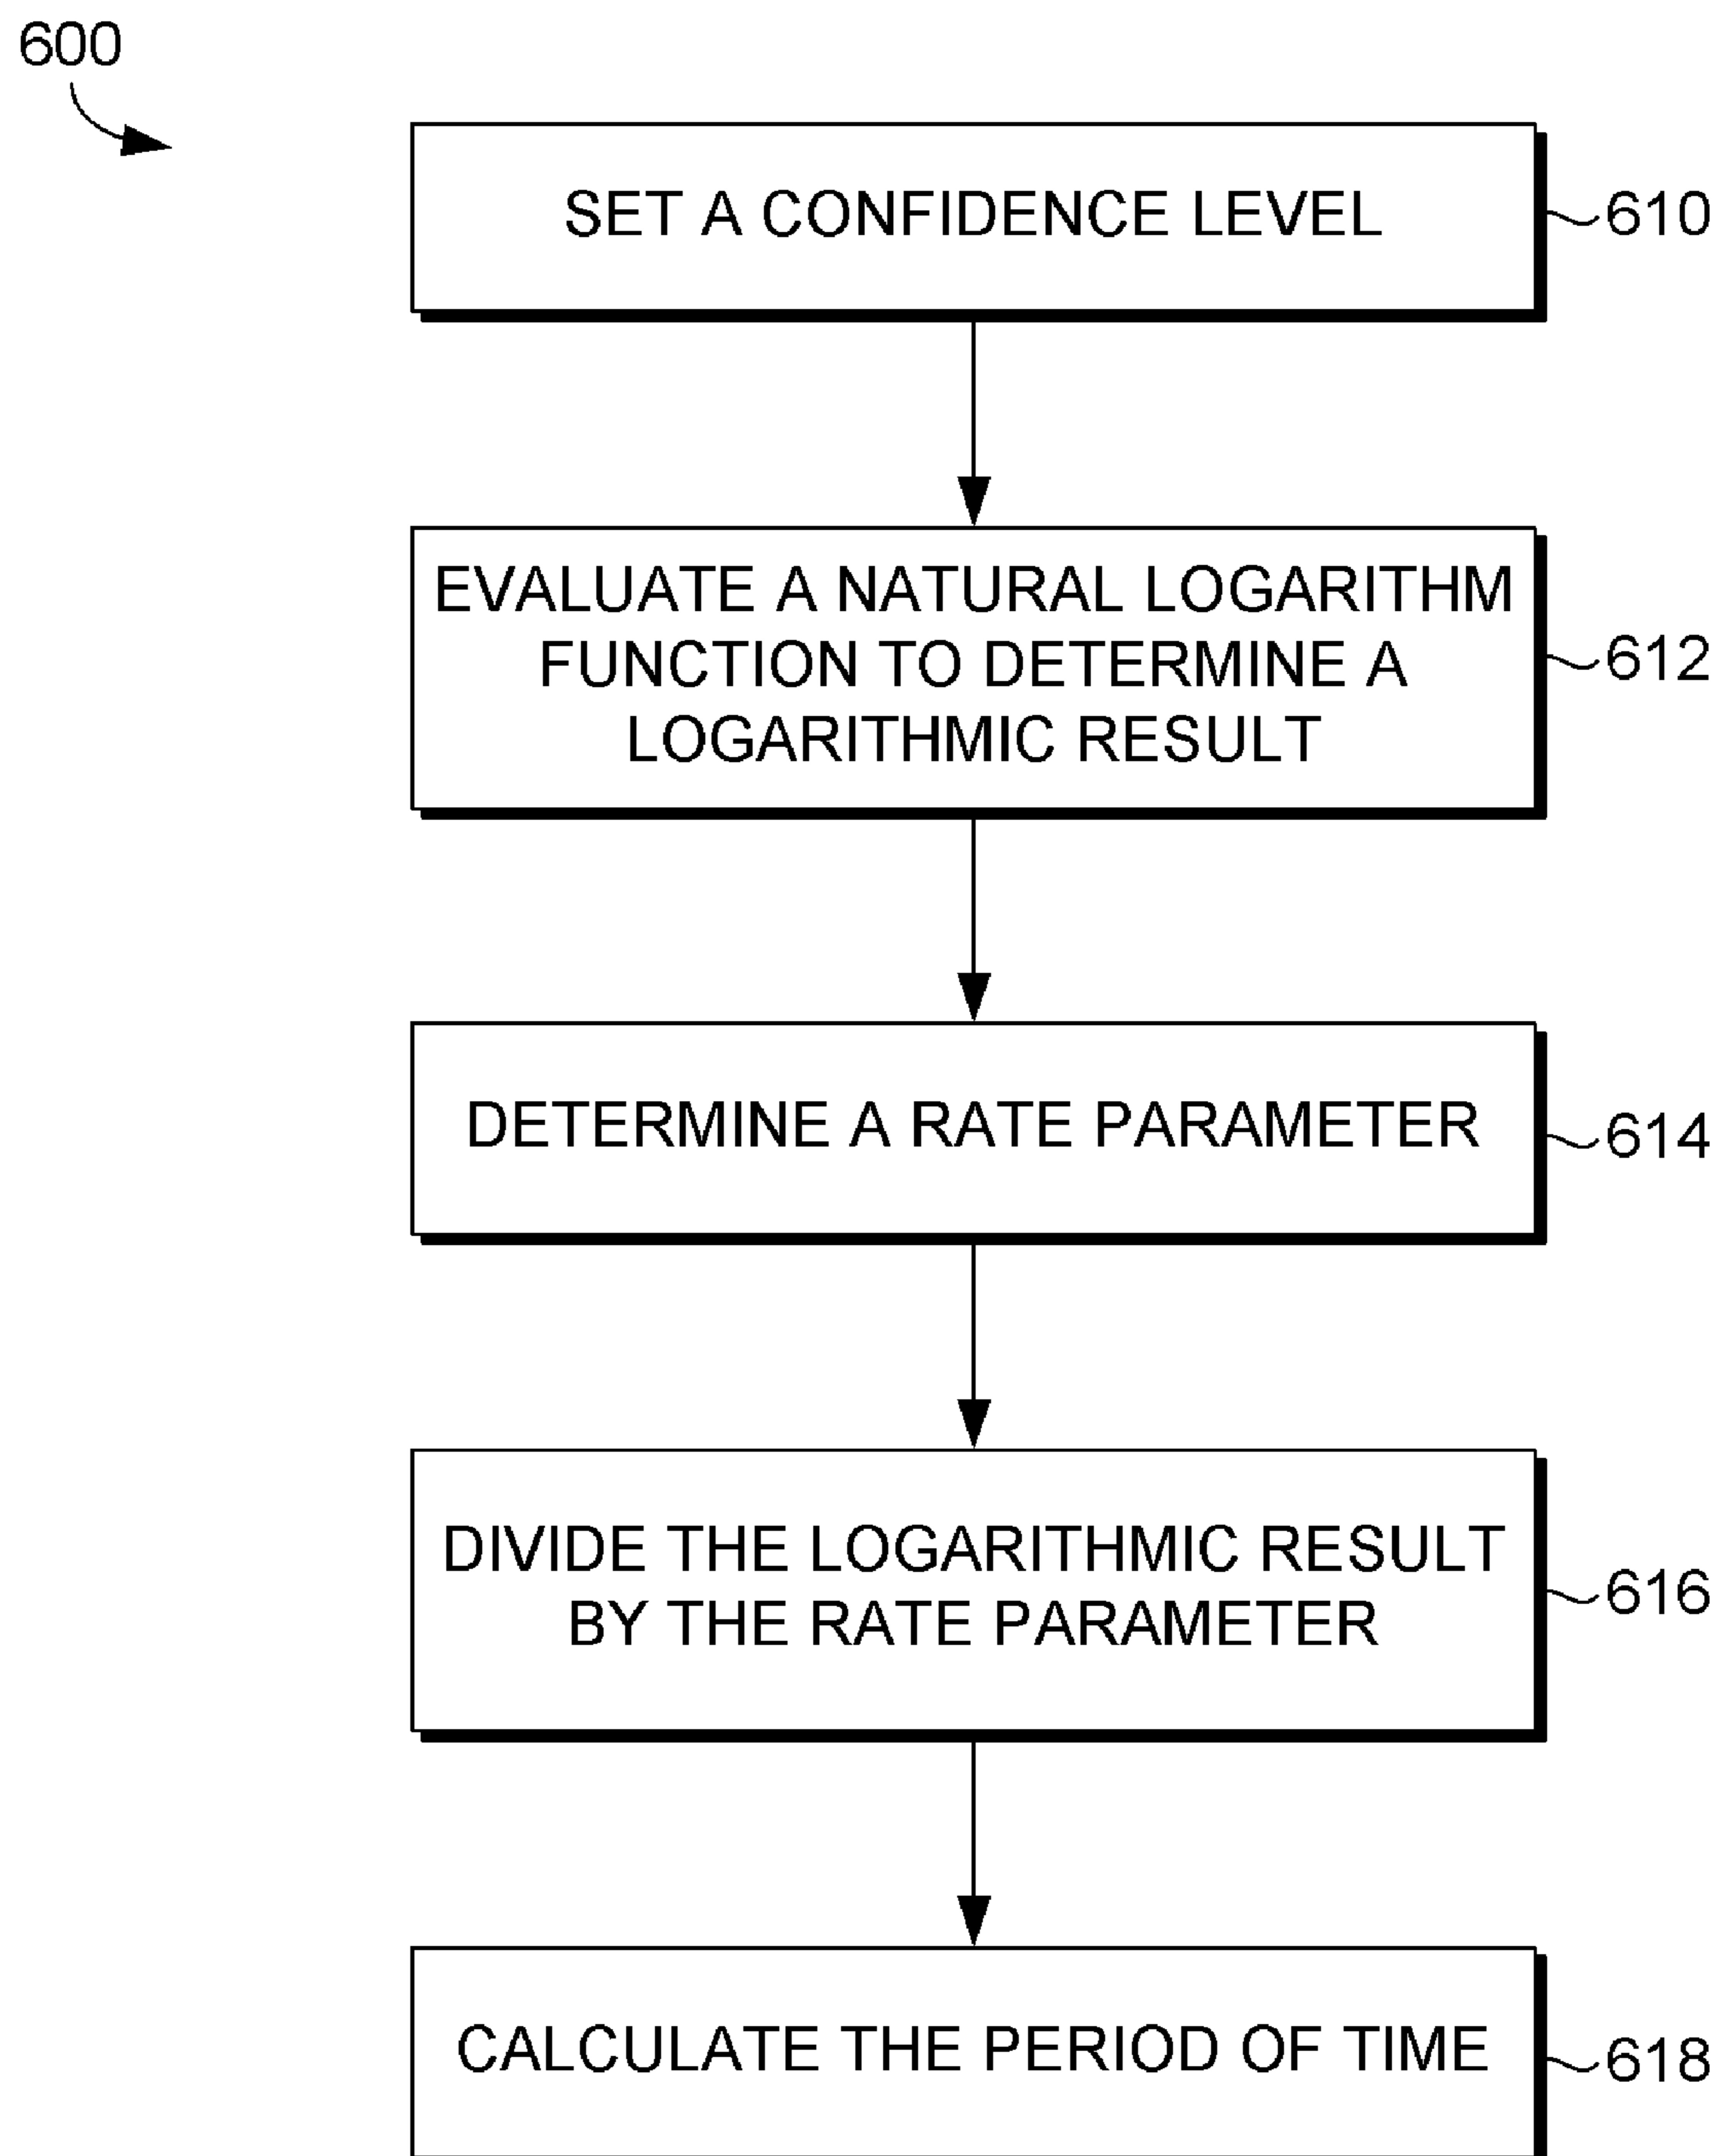 600
SET A CONFIDENCE LEVEL
610
EVALUATE A NATURAL LOGARITHM
FUNCTION TO DETERMINE A
LOGARITHMIC RESULT
612
DETERMINE A RATE PARAMETER
614
DIVIDE THE LOGARITHMIC RESULT
BY THE RATE PARAMETER
616
CALCULATE THE PERIOD OF TIME
618